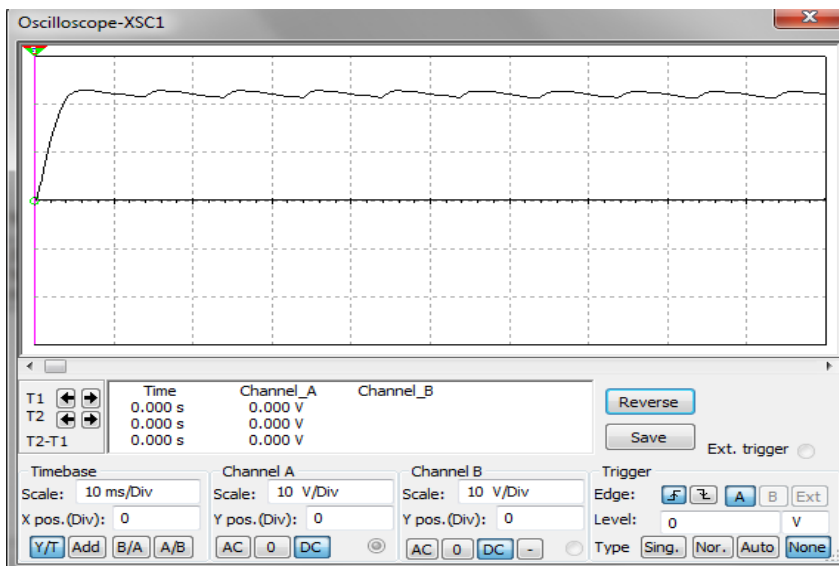 Oscilloscope-XSC1
T1
T2
T2-T1
Time Channel_A Channel_B
0.000 s 0.000 V
0.000 s 0.000 V
0.000 s 0.000 V
Reverse
Save
Ext. trigger
Timebase
Scale: 10 ms/Div
X pos.(Div): 0
Y/T Add B/A A/B
Channel A
Scale: 10 V/Div
Y pos.(Div): 0
AC 0 DC
Channel B
Scale: 10 V/Div
Y pos.(Div): 0
AC 0 DC -
Trigger
Edge: A B Ext
Level: 0 V
Type Sing. Nor. Auto None